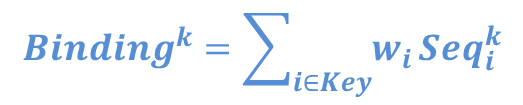 Binding^k = ∑_{i∈Key} w_i Seq_i^k